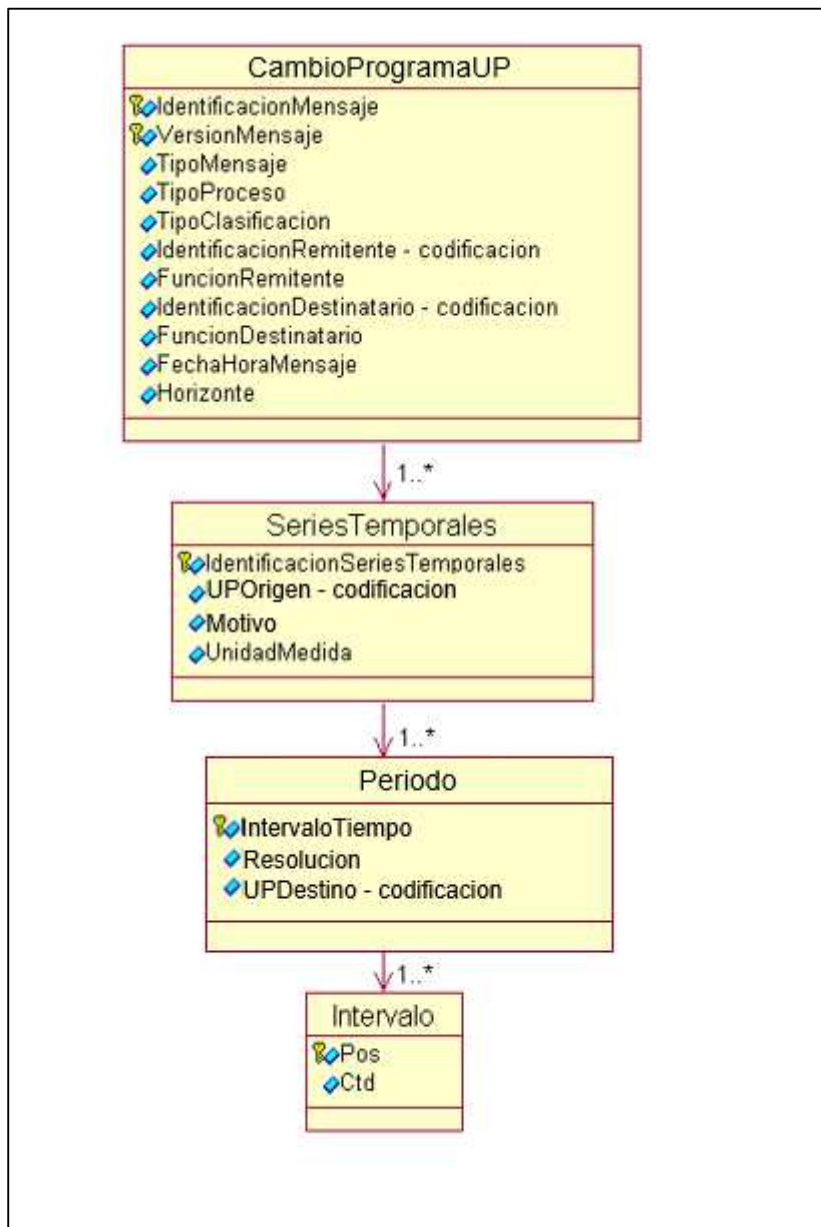 CambioProgramaUP
IdentificacionMensaje
VersionMensaje
TipoMensaje
TipoProceso
TipoClasificacion
IdentificacionRemitente - codificacion
FuncionRemitente
IdentificacionDestinatario - codificacion
FuncionDestinatario
FechaHoraMensaje
Horizonte
1..*
SeriesTemporales
IdentificacionSeriesTemporales
UPOrigen - codificacion
Motivo
UnidadMedida
1..*
Periodo
IntervaloTiempo
Resolucion
UPDestino - codificacion
1..*
Intervalo
Pos
Ctd